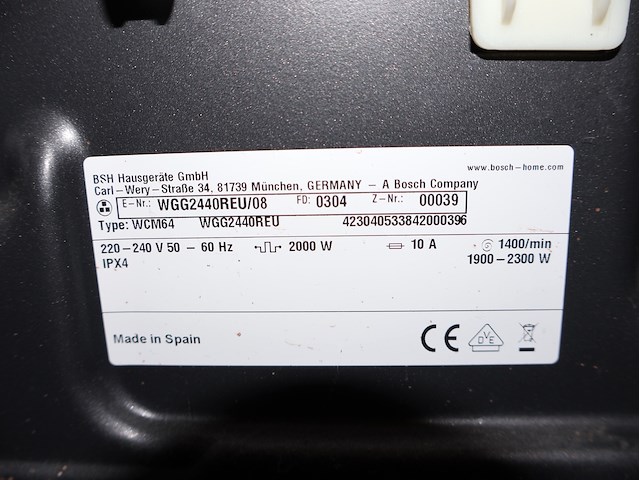 www.bosch-home.com
BSH Hausgeräte GmbH
Carl-Wery-Straße 34, 81739 München, GERMANY – A Bosch Company
E-Nr.: WGG2440REU/08 FD: 0304 Z-Nr.: 00039
Type: WCM64 WGG2440REU 423040533842000396
220-240 V 50 – 60 Hz 2000 W 10 A 1400/min
IPX4 1900-2300 W
Made in Spain CE DVE